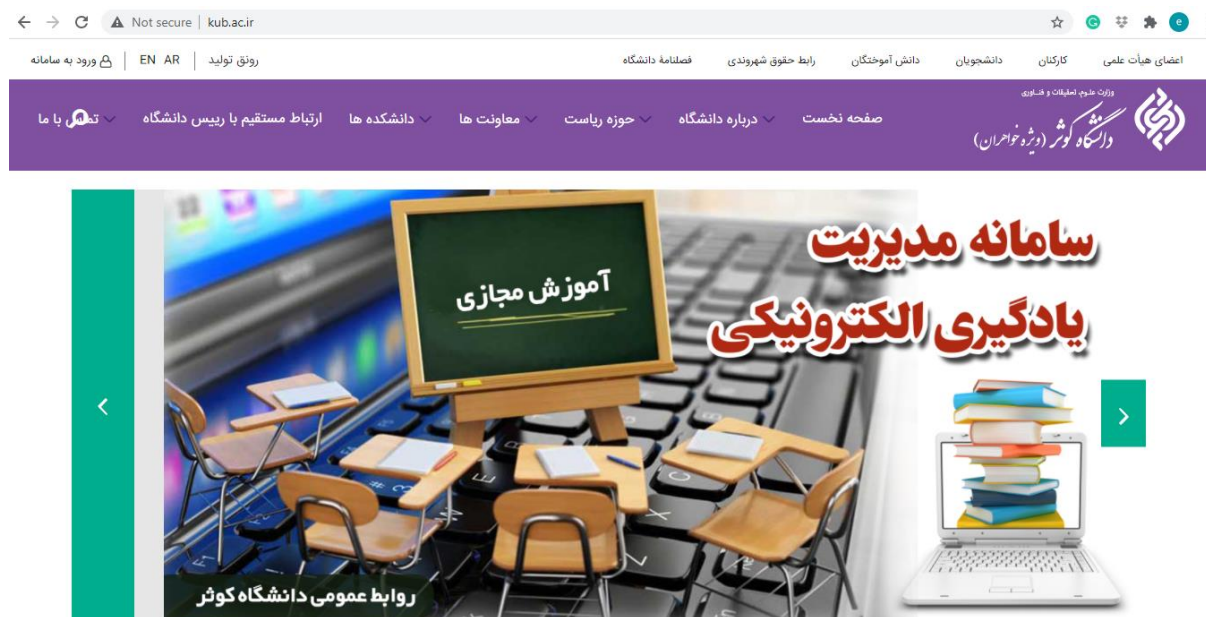 Not secure | kub.ac.ir
e
اعضای هیأت علمی کارکنان دانشجویان دانش آموختگان رابط حقوق شهروندی فصلنامهٔ دانشگاه رونق تولید | EN AR | ورود به سامانه
وزارت علوم، تحقیقات و فناوری
دانشگاه کوثر (ویژه خواهران)
صفحه نخست درباره دانشگاه حوزه ریاست معاونت ها دانشکده ها ارتباط مستقیم با رییس دانشگاه تماس با ما
سامانه مدیریت
یادگیری الکترونیکی
آموزش مجازی
روابط عمومی دانشگاه کوثر